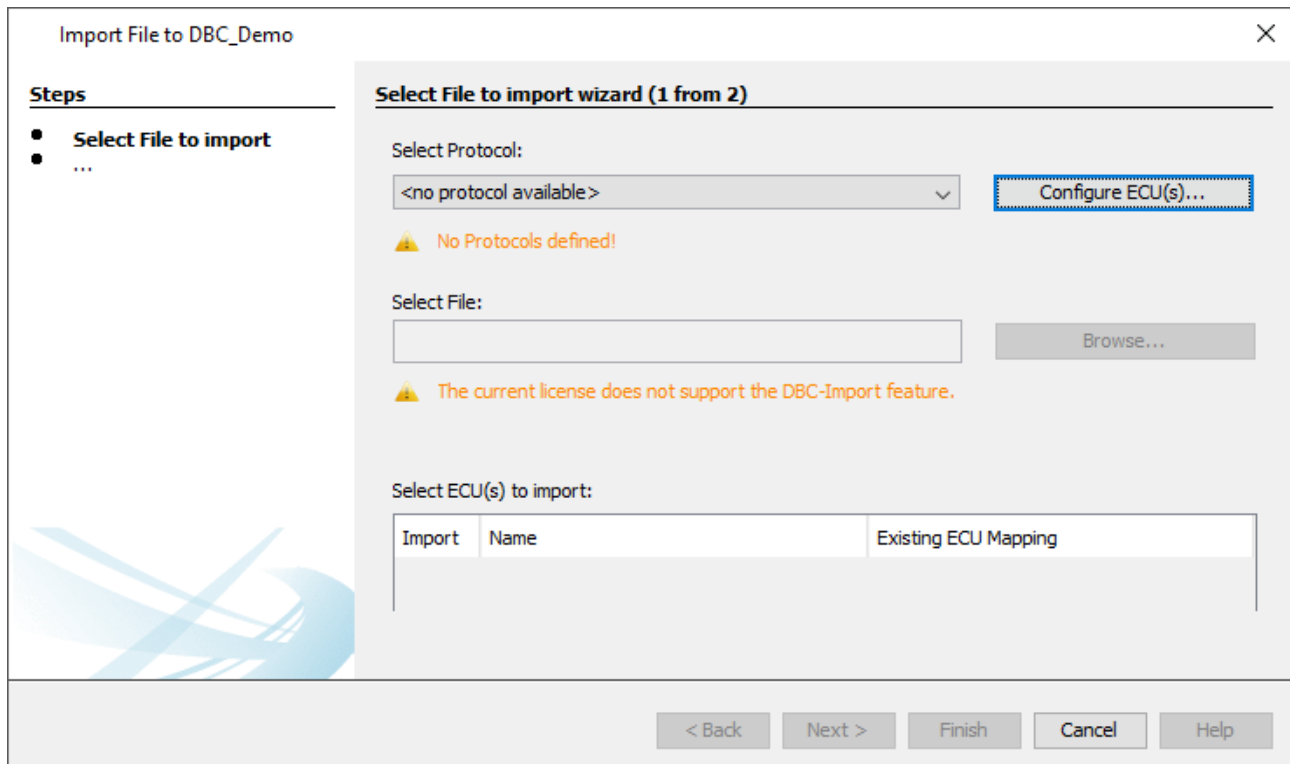 Import File to DBC_Demo
Steps
Select File to import
...
Select File to import wizard (1 from 2)
Select Protocol:
<no protocol available>
Configure ECU(s)...
No Protocols defined!
Select File:
Browse...
The current license does not support the DBC-Import feature.
Select ECU(s) to import:
Import Name Existing ECU Mapping
< Back Next > Finish Cancel Help